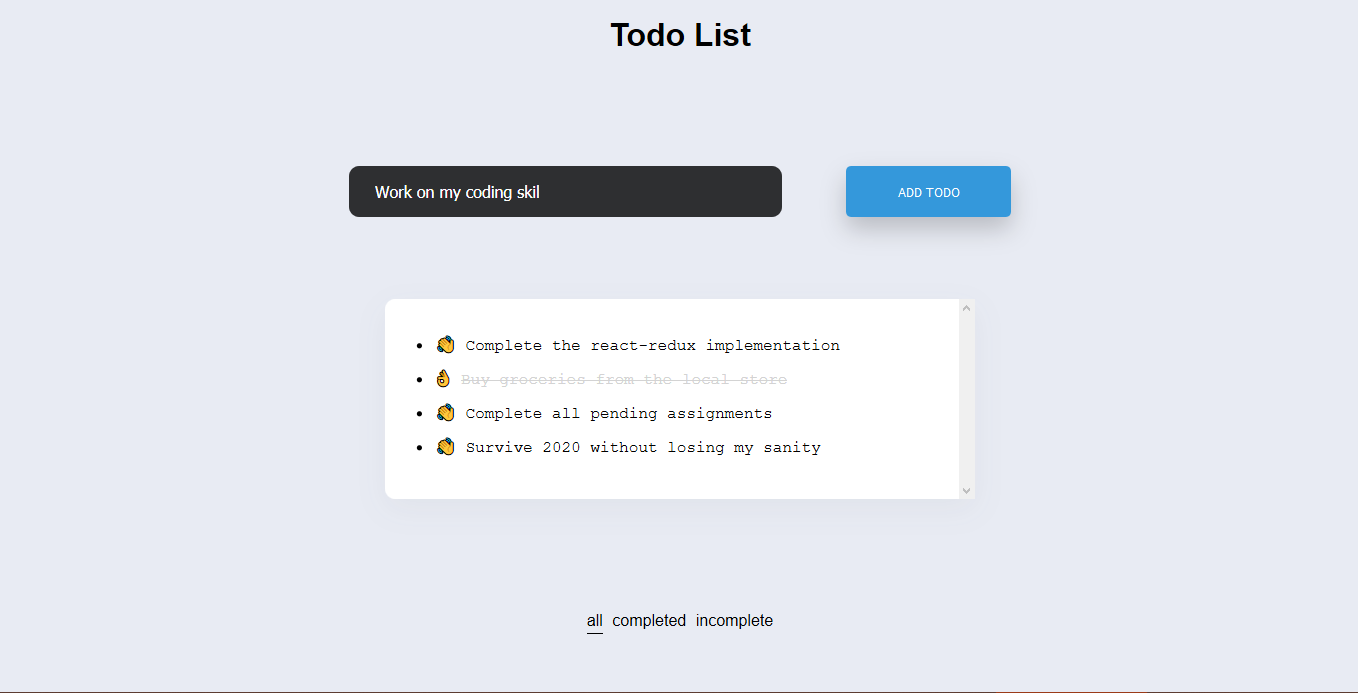 Todo List
Work on my coding skil
ADD TODO
Complete the react-redux implementation
Buy groceries from the local store
Complete all pending assignments
Survive 2020 without losing my sanity
all completed incomplete